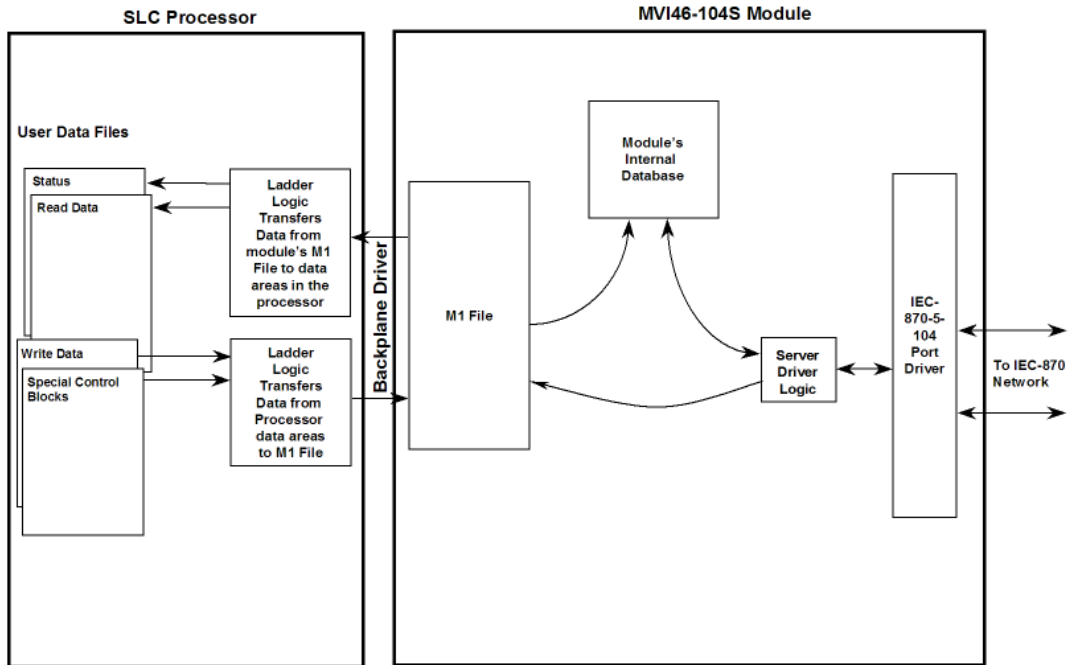 SLC Processor
MVI46-104S Module
User Data Files
Status
Read Data
Ladder
Logic
Transfers
Data from
module's M1
File to data
areas in the
processor
Write Data
Special Control
Blocks
Ladder
Logic
Transfers
Data from
Processor
data areas
to M1 File
Backplane Driver
M1 File
Module's
Internal
Database
Server
Driver
Logic
IEC-
870-5-
104
Port
Driver
To IEC-870
Network